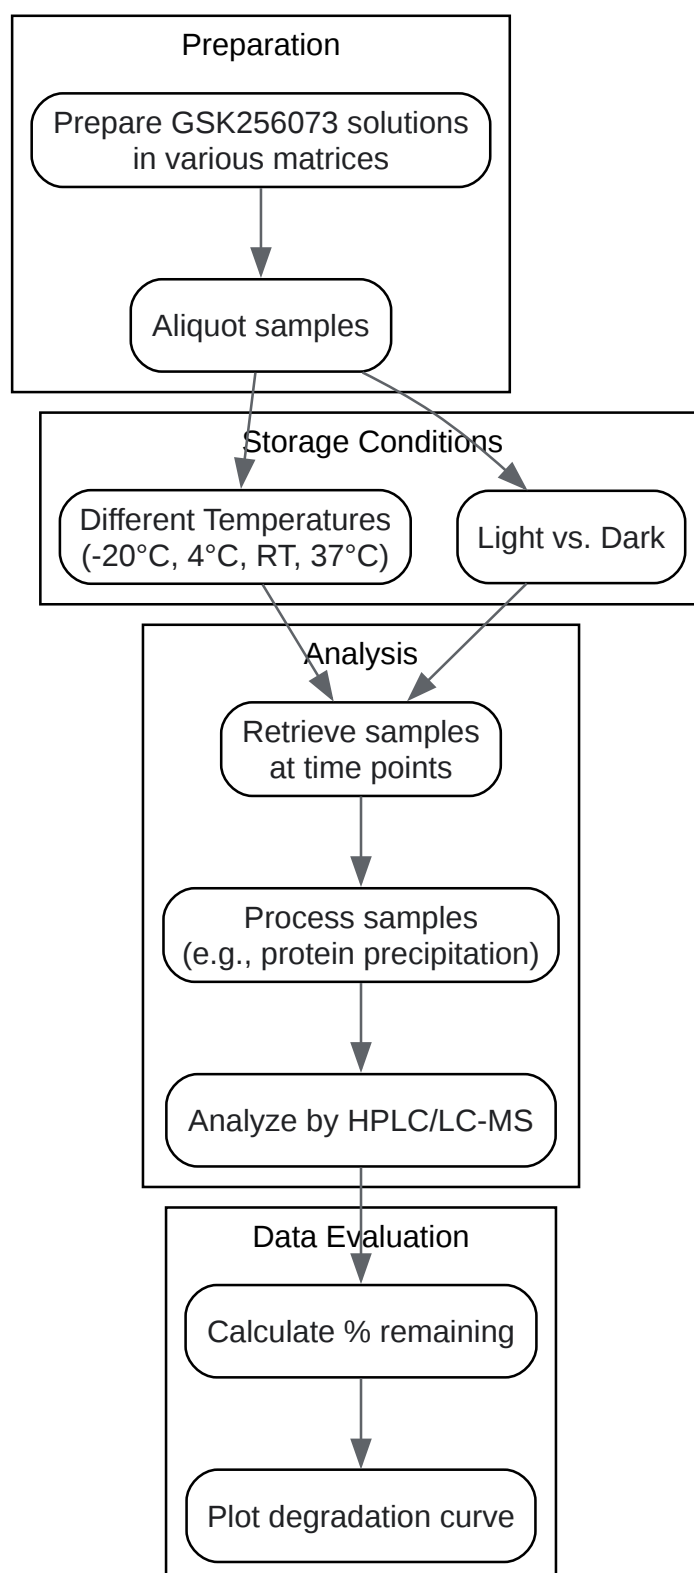 Preparation
Prepare GSK256073 solutions
in various matrices
Aliquot samples
Storage Conditions
Different Temperatures
(-20°C, 4°C, RT, 37°C)
Light vs. Dark
Analysis
Retrieve samples
at time points
Process samples
(e.g., protein precipitation)
Analyze by HPLC/LC-MS
Data Evaluation
Calculate % remaining
Plot degradation curve